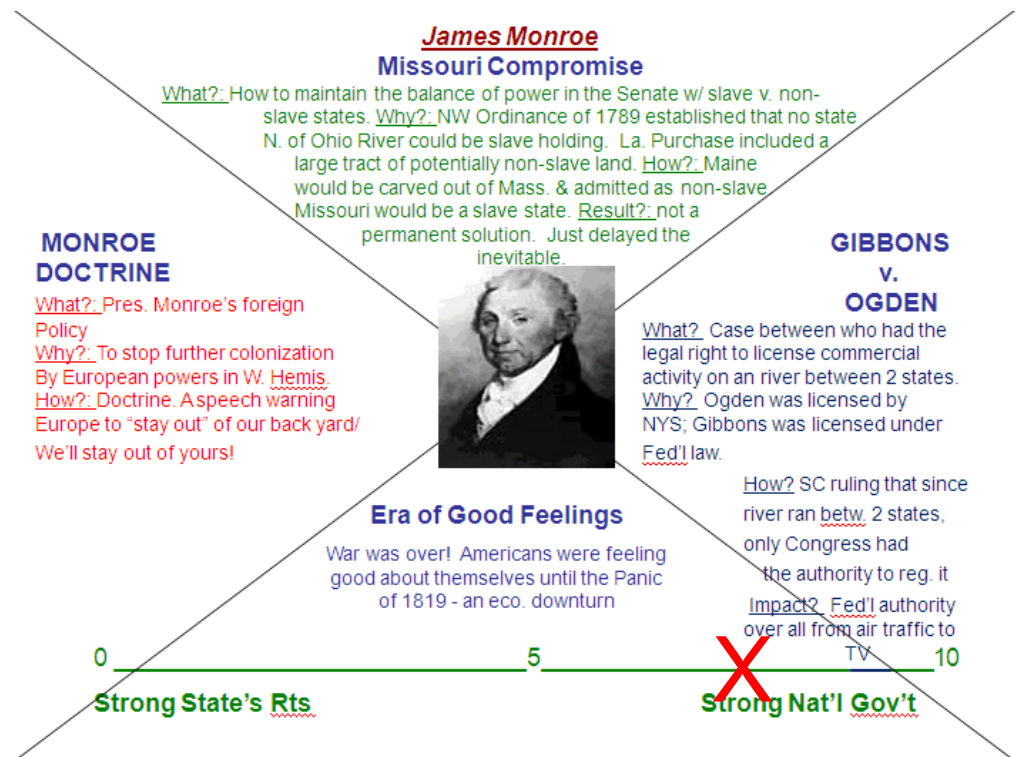 James Monroe
Missouri Compromise
What?: How to maintain the balance of power in the Senate w/ slave v. non-
slave states. Why?: NW Ordinance of 1789 established that no state
N. of Ohio River could be slave holding. La. Purchase included a
large tract of potentially non-slave land. How?: Maine
would be carved out of Mass. & admitted as non-slave
Missouri would be a slave state. Result?: not a
permanent solution. Just delayed the
inevitable.
MONROE
DOCTRINE
What?: Pres. Monroe's foreign
Policy
Why?: To stop further colonization
By European powers in W. Hemis.
How?: Doctrine. A speech warning
Europe to “stay out” of our back yard/
We'll stay out of yours!
GIBBONS
v.
OGDEN
What? Case between who had the
legal right to license commercial
activity on an river between 2 states.
Why? Ogden was licensed by
NYS; Gibbons was licensed under
Fed'l law.
How? SC ruling that since
river ran betw. 2 states,
only Congress had
the authority to reg. it
Impact? Fed'l authority
over all from air traffic to
TV
Era of Good Feelings
War was over! Americans were feeling
good about themselves until the Panic
of 1819 - an eco. downturn
0 5 X 10
Strong State's Rts Strong Nat'l Gov't